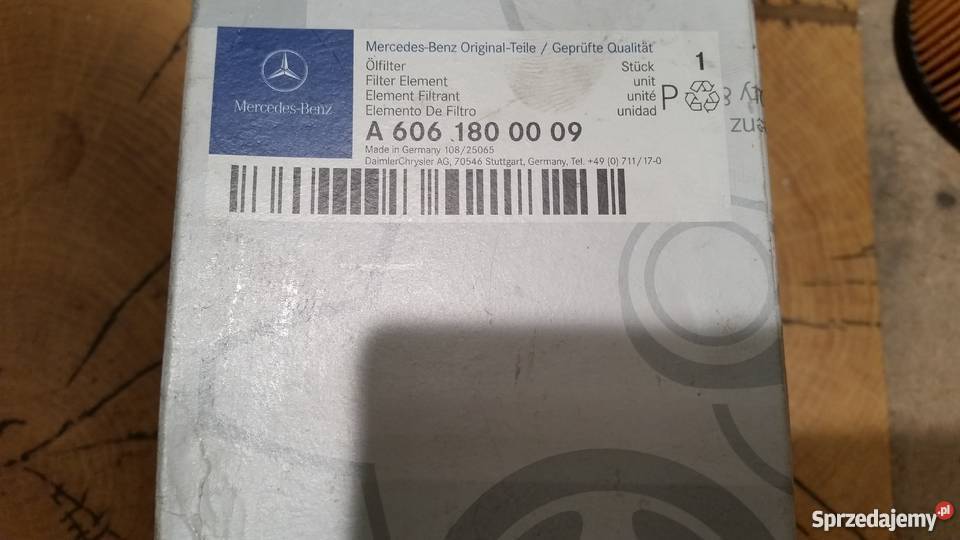 Mercedes-Benz
Mercedes-Benz Original-Teile / Geprüfte Qualität
Ölfilter
Filter Element
Element Filtrant
Elemento De Filtro
Stück
unit
unité
unidad
1
P
A 606 180 00 09
Made in Germany 108/25065
DaimlerChrysler AG, 70546 Stuttgart, Germany, Tel. +49 (0) 711/17-0
Sprzedajemy.pl